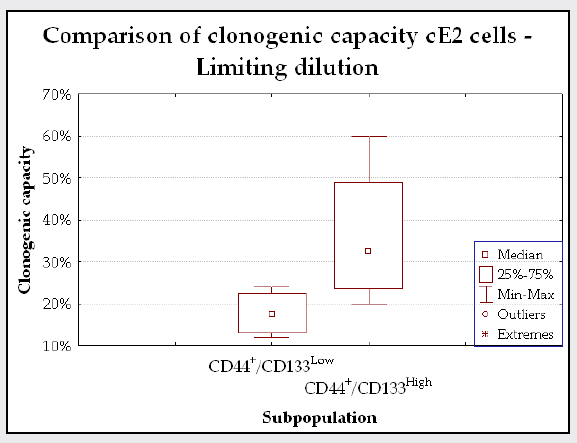 Comparison of clonogenic capacity cE2 cells -
Limiting dilution
Clonogenic capacity
70%
60%
50%
40%
30%
20%
10%
Median
25%-75%
Min-Max
Outliers
Extremes
CD44⁺/CD133ᴸᵒʷ
CD44⁺/CD133ᴴⁱᵍʰ
Subpopulation